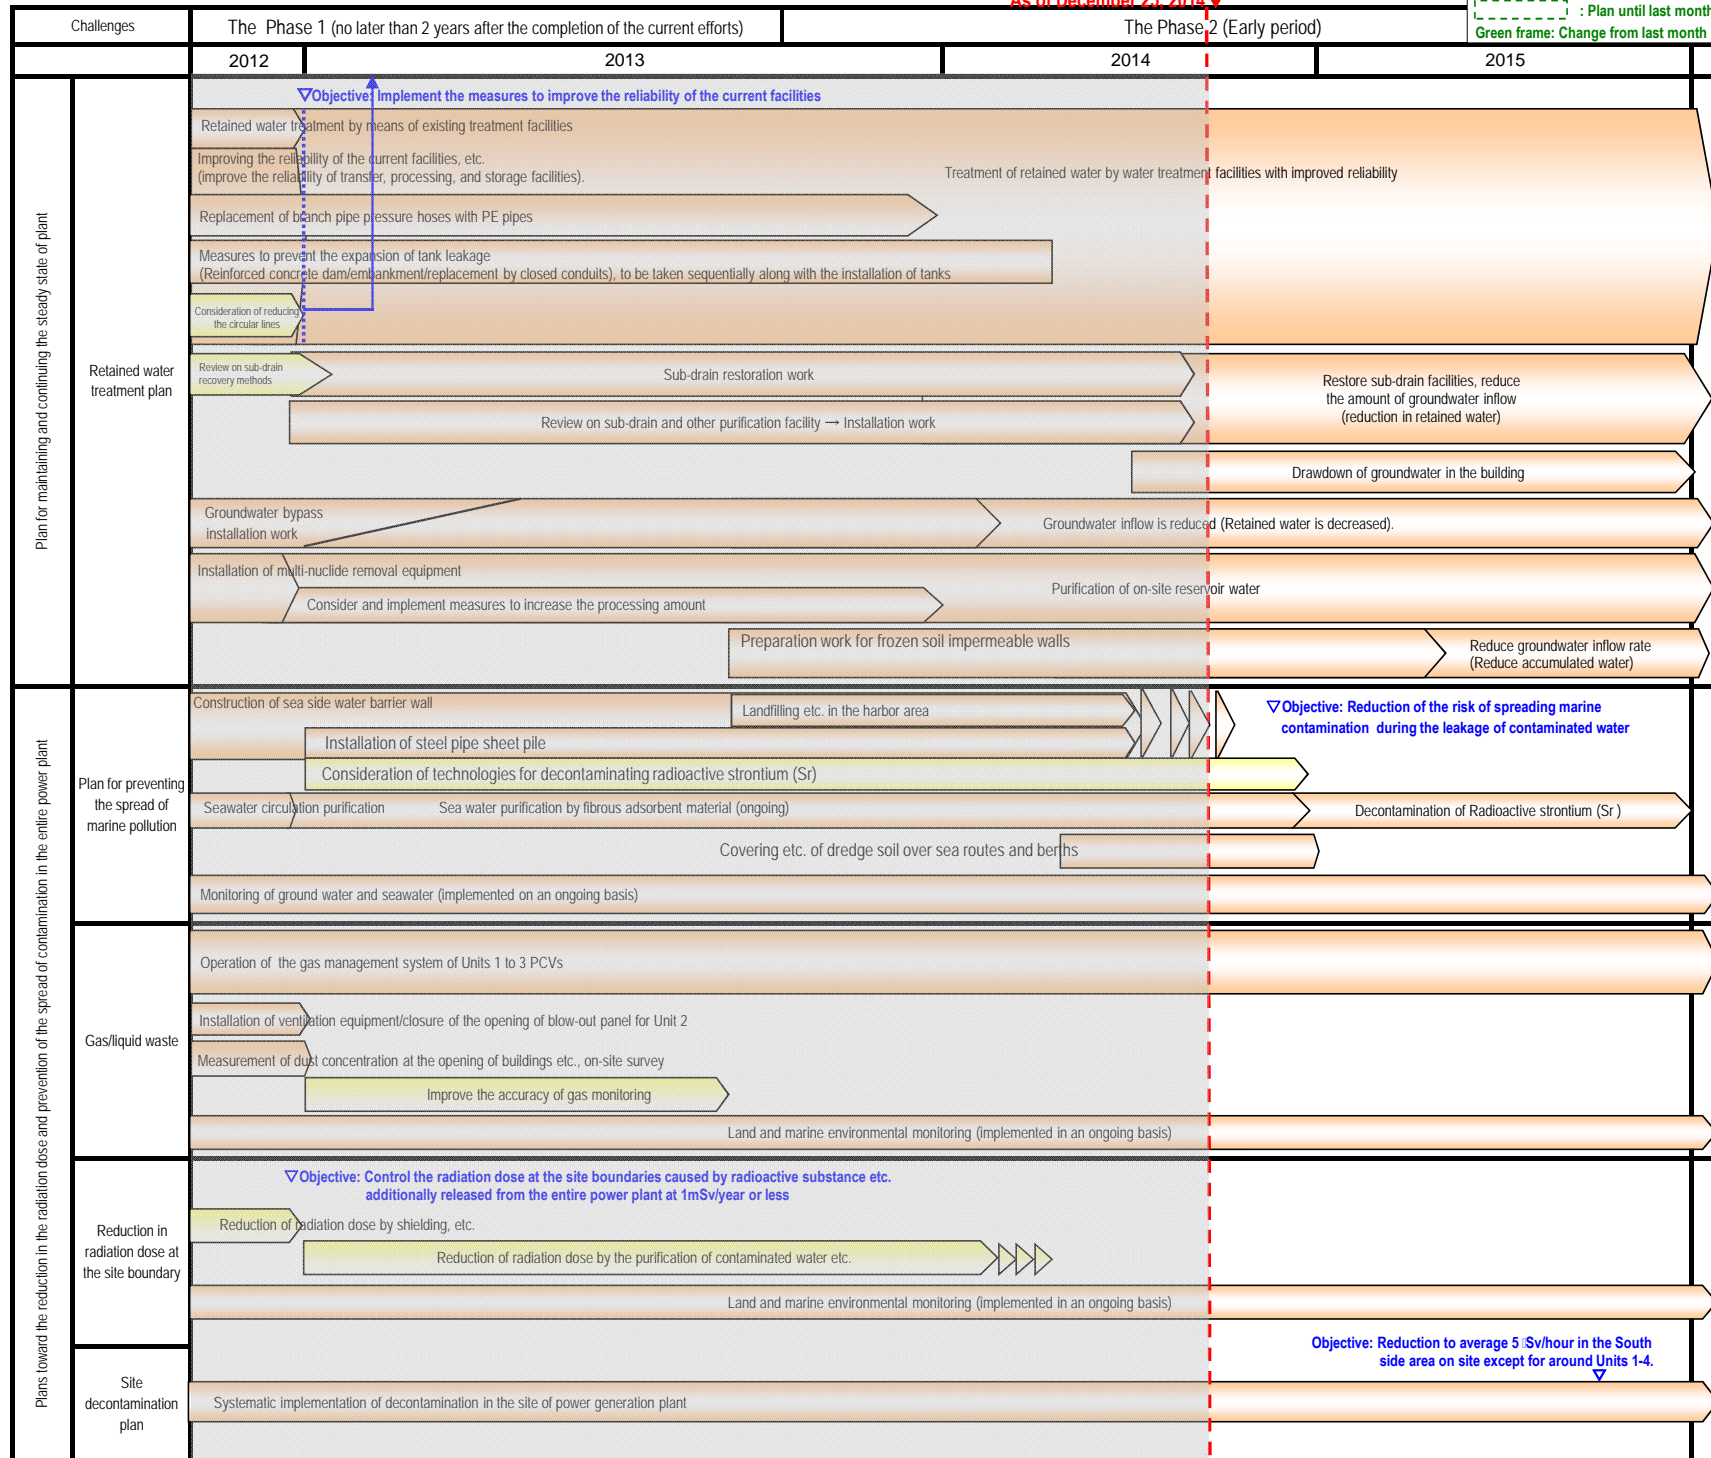 As of December 25, 2014
: Plan until last month
Green frame: Change from last month
Challenges
The Phase 1 (no later than 2 years after the completion of the current efforts)
The Phase 2 (Early period)
2012
2013
2014
2015
Plan for maintaining and continuing the steady state of plant
Retained water
treatment plan
Objective: Implement the measures to improve the reliability of the current facilities
Retained water treatment by means of existing treatment facilities
Improving the reliability of the current facilities, etc.
(improve the reliability of transfer, processing, and storage facilities).
Treatment of retained water by water treatment facilities with improved reliability
Replacement of branch pipe pressure hoses with PE pipes
Measures to prevent the expansion of tank leakage
(Reinforced concrete dam/embankment/replacement by closed conduits), to be taken sequentially along with the installation of tanks
Consideration of reducing
the circular lines
Review on sub-drain
recovery methods
Sub-drain restoration work
Restore sub-drain facilities, reduce
the amount of groundwater inflow
(reduction in retained water)
Review on sub-drain and other purification facility → Installation work
Drawdown of groundwater in the building
Groundwater bypass
installation work
Groundwater inflow is reduced (Retained water is decreased).
Installation of multi-nuclide removal equipment
Consider and implement measures to increase the processing amount
Purification of on-site reservoir water
Preparation work for frozen soil impermeable walls
Reduce groundwater inflow rate
(Reduce accumulated water)
Plans toward the reduction in the radiation dose and prevention of the spread of contamination in the entire power plant
Plan for preventing
the spread of
marine pollution
Construction of sea side water barrier wall
Landfilling etc. in the harbor area
Installation of steel pipe sheet pile
Objective: Reduction of the risk of spreading marine
contamination during the leakage of contaminated water
Consideration of technologies for decontaminating radioactive strontium (Sr)
Seawater circulation purification
Sea water purification by fibrous adsorbent material (ongoing)
Decontamination of Radioactive strontium (Sr )
Covering etc. of dredge soil over sea routes and berths
Monitoring of ground water and seawater (implemented on an ongoing basis)
Gas/liquid waste
Operation of the gas management system of Units 1 to 3 PCVs
Installation of ventilation equipment/closure of the opening of blow-out panel for Unit 2
Measurement of dust concentration at the opening of buildings etc., on-site survey
Improve the accuracy of gas monitoring
Land and marine environmental monitoring (implemented in an ongoing basis)
Reduction in
radiation dose at
the site boundary
Objective: Control the radiation dose at the site boundaries caused by radioactive substance etc.
additionally released from the entire power plant at 1mSv/year or less
Reduction of radiation dose by shielding, etc.
Reduction of radiation dose by the purification of contaminated water etc.
Land and marine environmental monitoring (implemented in an ongoing basis)
Site
decontamination
plan
Objective: Reduction to average 5 Sv/hour in the South
side area on site except for around Units 1-4.
Systematic implementation of decontamination in the site of power generation plant